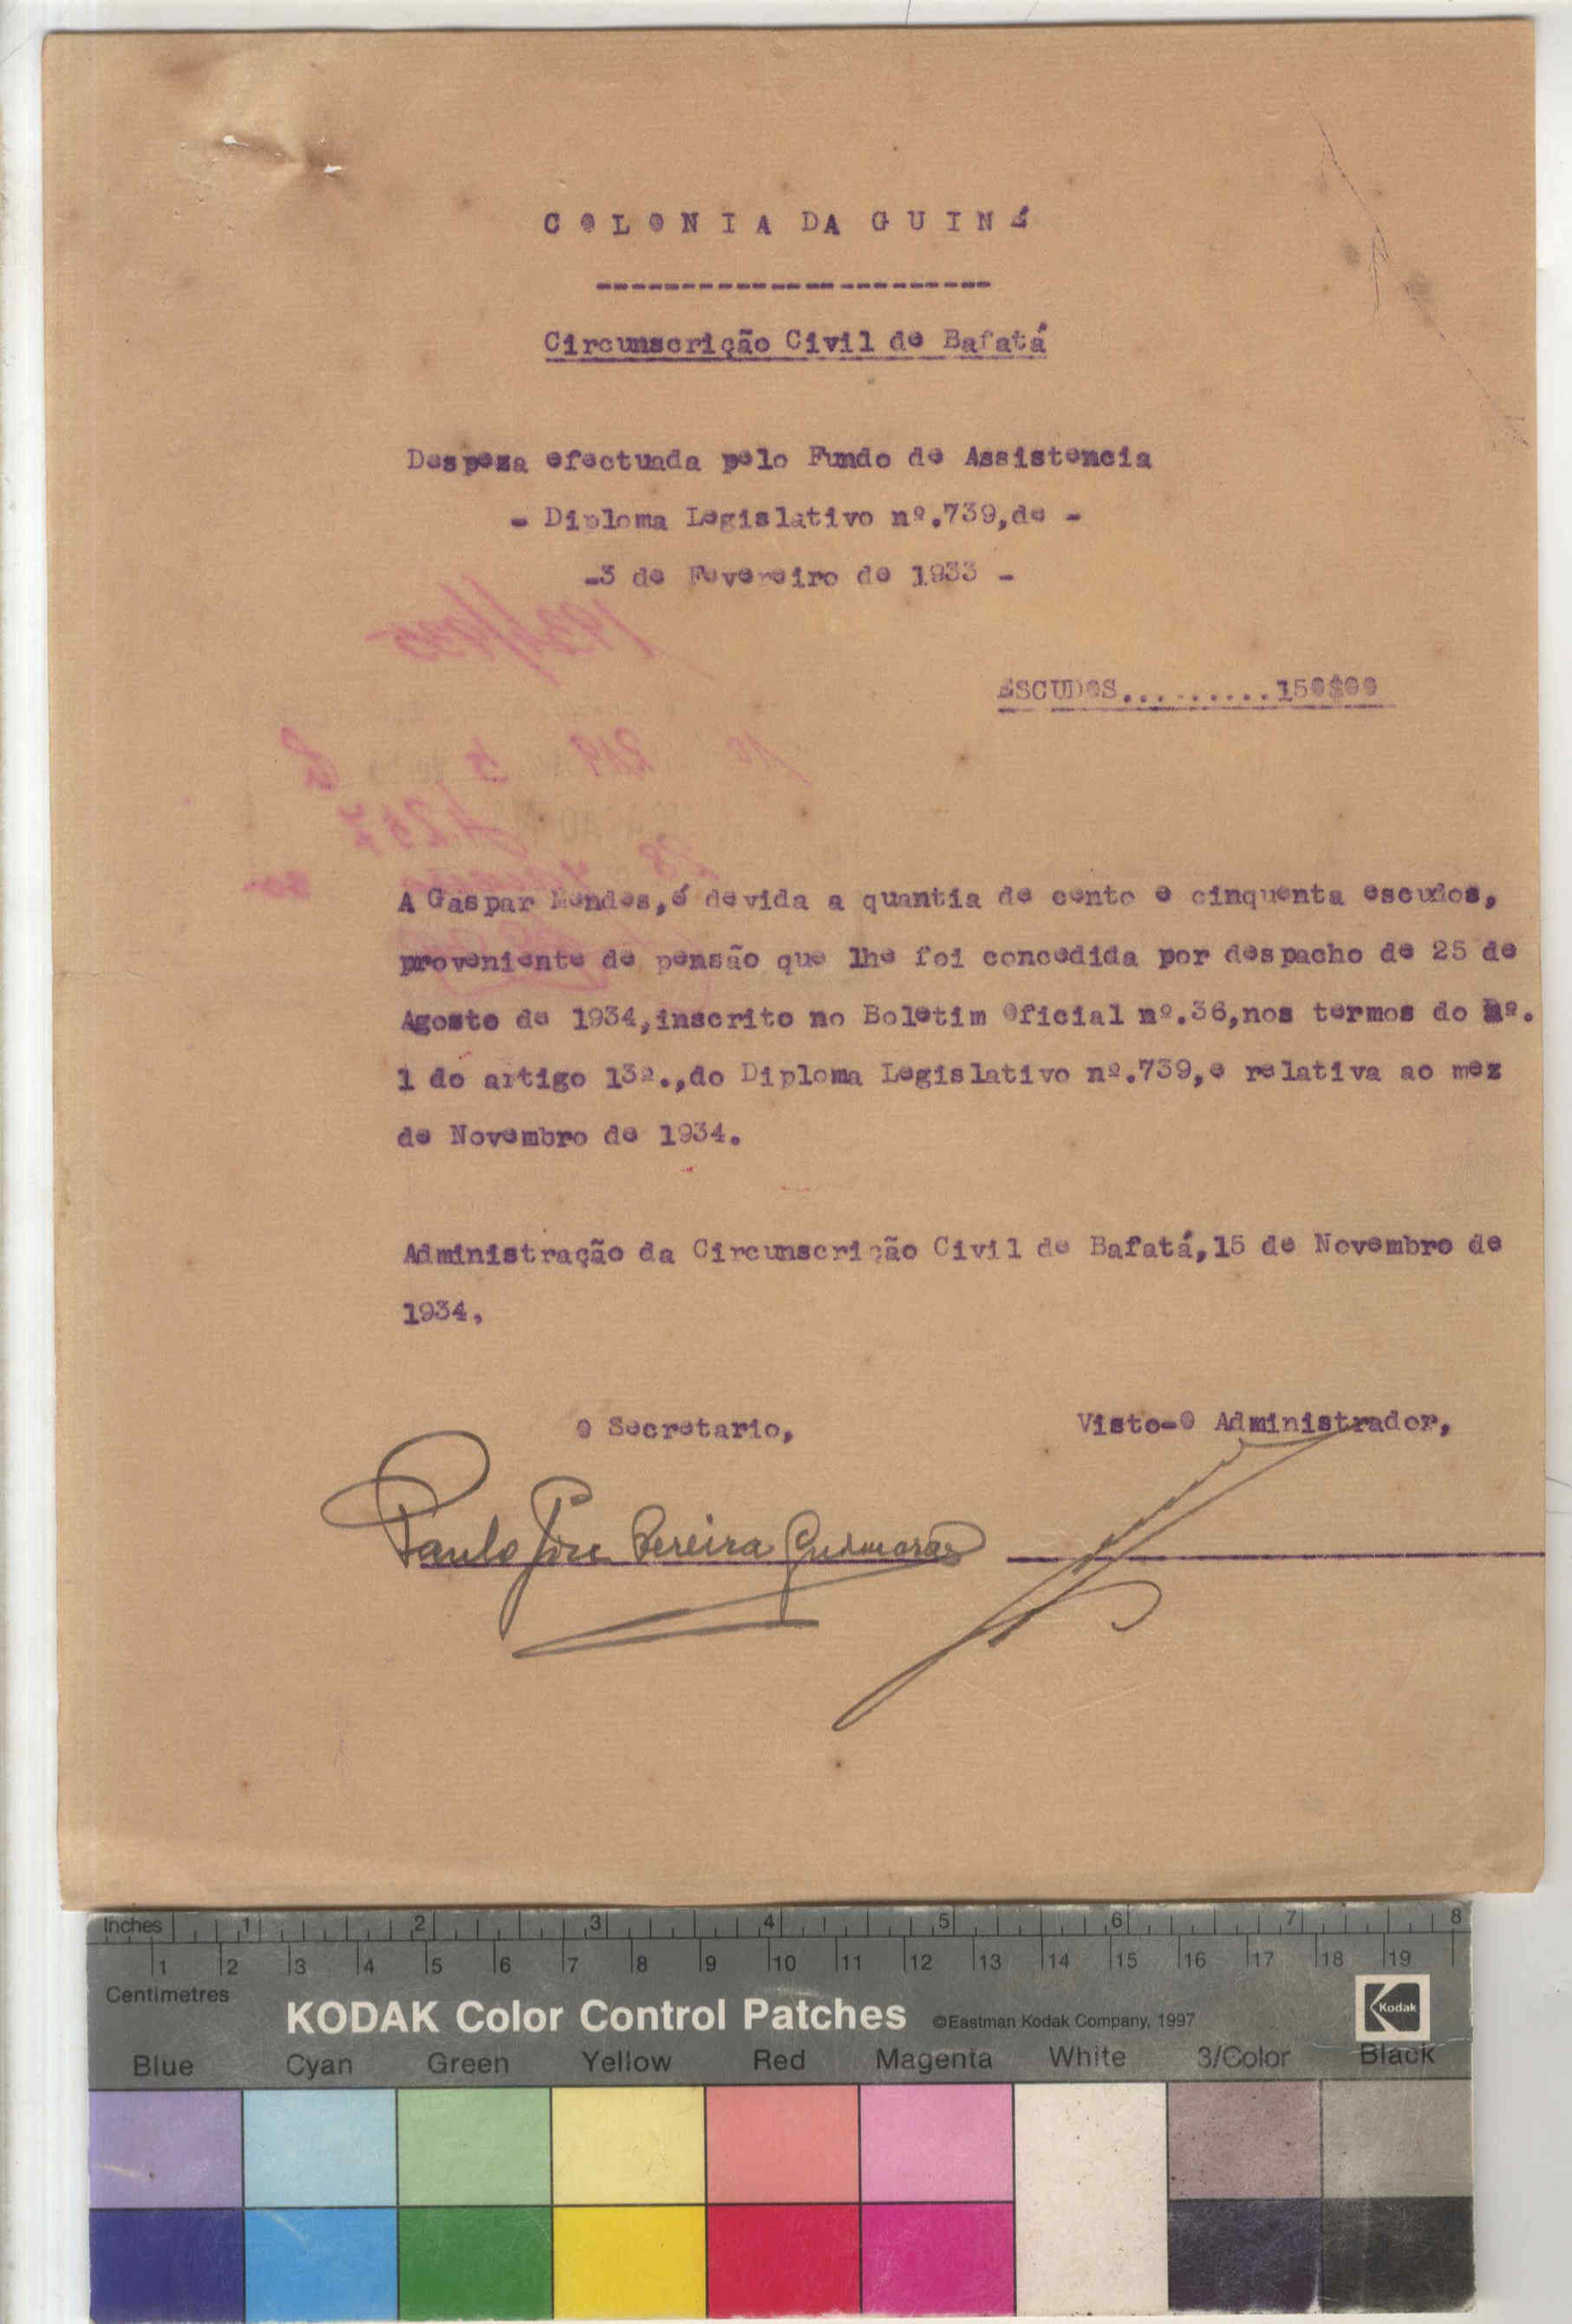 COLONIA DA GUINÉ
-----------------------
Circunscrição Civil de Bafatá
Despeza efectuada pelo Fundo de Assistencia
- Diploma Legislativo nº.739,de -
-3 de Fevereiro de 1933 -
ESCUDOS.........150$00
A Gaspar Mendes,é devida a quantia de cento e cinquenta escudos,
proveniente de pensão que lhe foi concedida por despacho de 25 de
Agosto de 1934,inscrito no Boletim Oficial nº.36,nos termos do nº.
1 do artigo 13º.,do Diploma Legislativo nº.739,e relativa ao mez
de Novembro de 1934.
Administração da Circunscrição Civil de Bafatá,15 de Novembro de
1934.
O Secretario,
Visto-O Administrador,
Paulo José Pereira Guimarães
Inches 1 2 3 4 5 6 7 8
1 2 3 4 5 6 7 8 9 10 11 12 13 14 15 16 17 18 19
Centimetres
KODAK Color Control Patches ©Eastman Kodak Company, 1997 Kodak
Blue Cyan Green Yellow Red Magenta White 3/Color Black